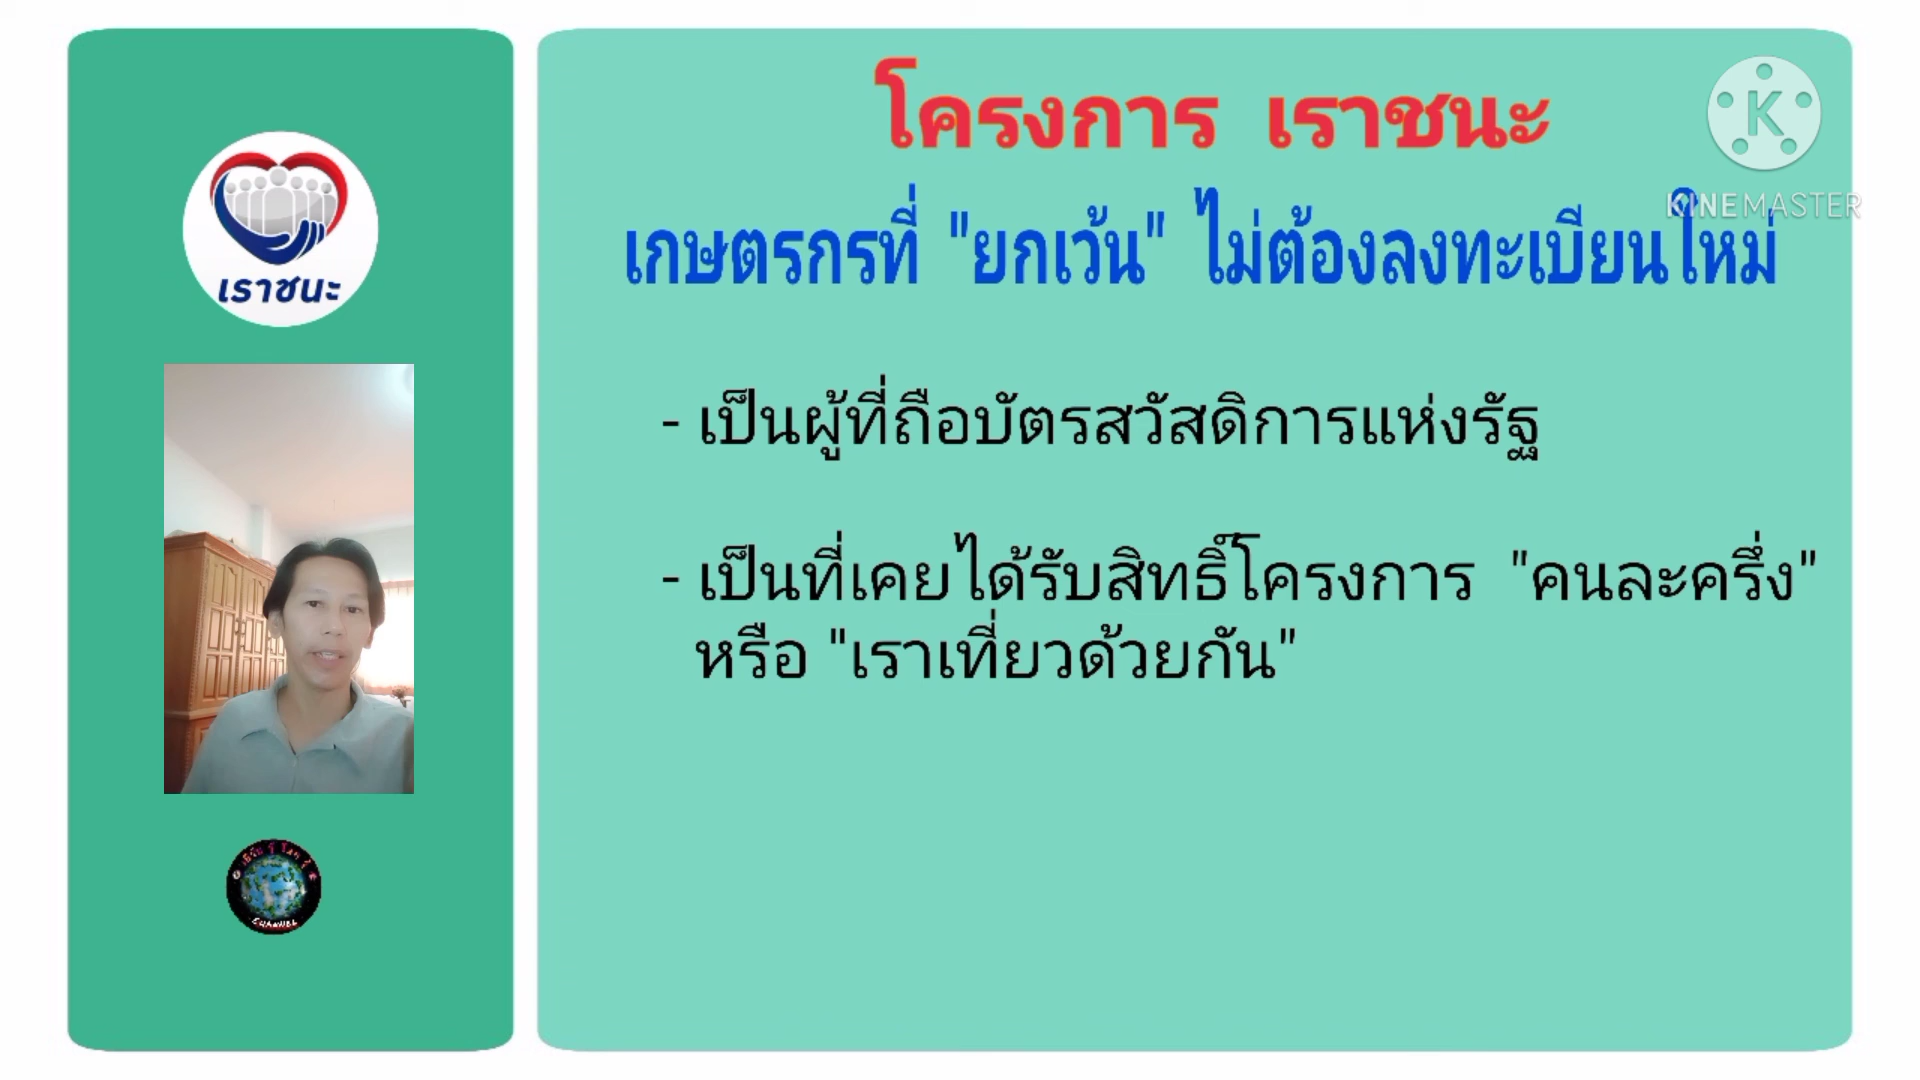 เราชนะ
CHANNEL
โครงการ เราชนะ
KINEMASTER
เกษตรกรที่ "ยกเว้น" ไม่ต้องลงทะเบียนใหม่
- เป็นผู้ที่ถือบัตรสวัสดิการแห่งรัฐ
- เป็นที่เคยได้รับสิทธิ์โครงการ "คนละครึ่ง"
หรือ "เราเที่ยวด้วยกัน"